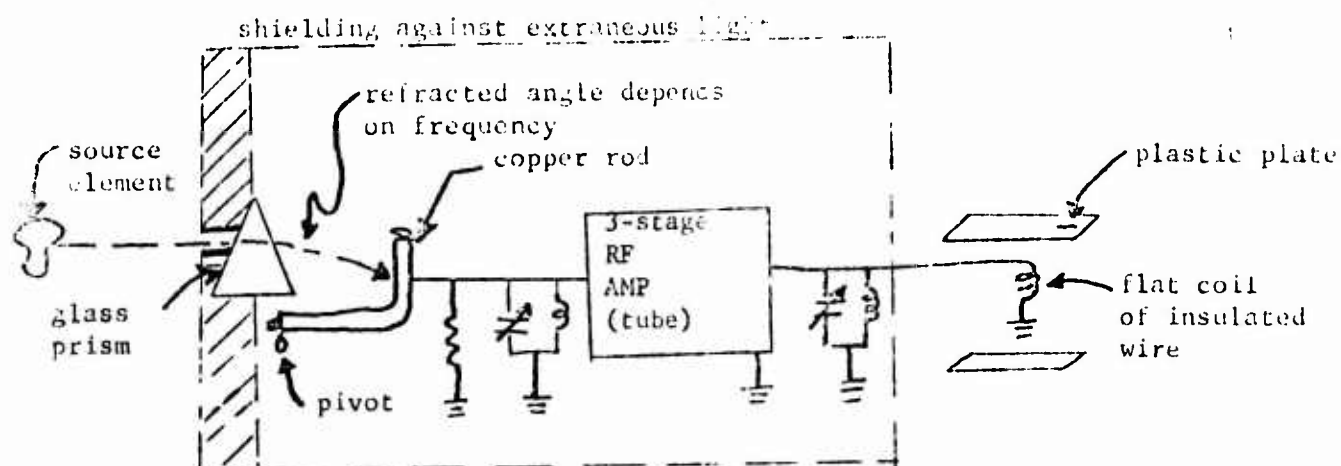 shielding against extraneous light
refracted angle depends
on frequency
copper rod
source
element
plastic plate
3-stage
RF
AMP
(tube)
glass
prism
pivot
flat coil
of insulated
wire